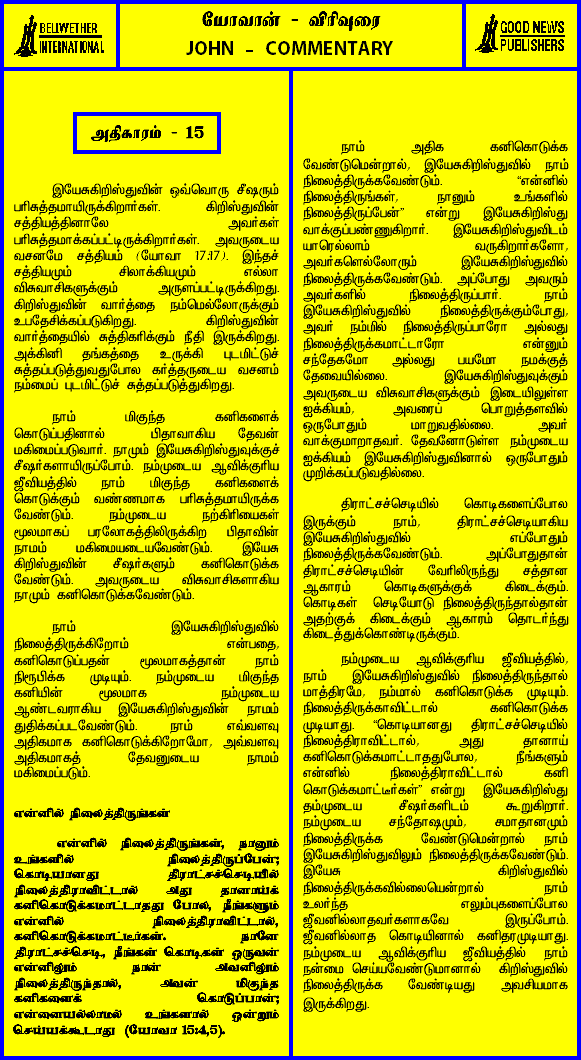 BELLWETHER
INTERNATIONAL
யோவான் - விரிவுரை
JOHN - COMMENTARY
GOOD NEWS
PUBLISHERS
அதிகாரம் - 15
இயேசுகிறிஸ்துவின் ஒவ்வொரு சீஷரும்
பரிசுத்தமாயிருக்கிறார்கள். கிறிஸ்துவின்
சத்தியத்தினாலே அவர்கள்
பரிசுத்தமாக்கப்பட்டிருக்கிறார்கள். அவருடைய
வசனமே சத்தியம் (யோவா 17:17). இந்தச்
சத்தியமும் சிலாக்கியமும் எல்லா
விசுவாசிகளுக்கும் அருளப்பட்டிருக்கிறது.
கிறிஸ்துவின் வார்த்தை நம்மெல்லோருக்கும்
உபதேசிக்கப்படுகிறது. கிறிஸ்துவின்
வார்த்தையில் சுத்திகரிக்கும் நீதி இருக்கிறது.
அக்கினி தங்கத்தை உருக்கி புடமிட்டுச்
சுத்தப்படுத்துவதுபோல கர்த்தருடைய வசனம்
நம்மைப் புடமிட்டுச் சுத்தப்படுத்துகிறது.
நாம் மிகுந்த கனிகளைக்
கொடுப்பதினால் பிதாவாகிய தேவன்
மகிமைப்படுவார். நாமும் இயேசுகிறிஸ்துவுக்குச்
சீஷர்களாயிருப்போம். நம்முடைய ஆவிக்குரிய
ஜீவியத்தில் நாம் மிகுந்த கனிகளைக்
கொடுக்கும் வண்ணமாக பரிசுத்தமாயிருக்க
வேண்டும். நம்முடைய நற்கிரியைகள்
மூலமாகப் பரலோகத்திலிருக்கிற பிதாவின்
நாமம் மகிமையடையவேண்டும். இயேசு
கிறிஸ்துவின் சீஷர்களும் கனிகொடுக்க
வேண்டும். அவருடைய விசுவாசிகளாகிய
நாமும் கனிகொடுக்கவேண்டும்.
நாம் இயேசுகிறிஸ்துவில்
நிலைத்திருக்கிறோம் என்பதை,
கனிகொடுப்பதன் மூலமாகத்தான் நாம்
நிரூபிக்க முடியும். நம்முடைய மிகுந்த
கனியின் மூலமாக நம்முடைய
ஆண்டவராகிய இயேசுகிறிஸ்துவின் நாமம்
துதிக்கப்படவேண்டும். நாம் எவ்வளவு
அதிகமாக கனிகொடுக்கிறோமோ, அவ்வளவு
அதிகமாகத் தேவனுடைய நாமம்
மகிமைப்படும்.
என்னில் நிலைத்திருங்கள்
என்னில் நிலைத்திருங்கள், நானும்
உங்களில் நிலைத்திருப்பேன்;
கொடியானது திராட்சச்செடியில்
நிலைத்திராவிட்டால் அது தானாய்க்
கனிகொடுக்கமாட்டாதது போல, நீங்களும்
என்னில் நிலைத்திராவிட்டால்,
கனிகொடுக்கமாட்டீர்கள். நானே
திராட்சச்செடி, நீங்கள் கொடிகள் ஒருவன்
என்னிலும் நான் அவனிலும்
நிலைத்திருந்தால், அவன் மிகுந்த
கனிகளைக் கொடுப்பான்;
என்னையல்லாமல் உங்களால் ஒன்றும்
செய்யக்கூடாது (யோவா 15:4,5).
நாம் அதிக கனிகொடுக்க
வேண்டுமென்றால், இயேசுகிறிஸ்துவில் நாம்
நிலைத்திருக்கவேண்டும். "என்னில்
நிலைத்திருங்கள், நானும் உங்களில்
நிலைத்திருப்பேன்" என்று இயேசுகிறிஸ்து
வாக்குப்பண்ணுகிறார். இயேசுகிறிஸ்துவிடம்
யாரெல்லாம் வருகிறார்களோ,
அவர்களெல்லோரும் இயேசுகிறிஸ்துவில்
நிலைத்திருக்கவேண்டும். அப்போது அவரும்
அவர்களில் நிலைத்திருப்பார். நாம்
இயேசுகிறிஸ்துவில் நிலைத்திருக்கும்போது,
அவர் நம்மில் நிலைத்திருப்பாரோ அல்லது
நிலைத்திருக்கமாட்டாரோ என்னும்
சந்தேகமோ அல்லது பயமோ நமக்குத்
தேவையில்லை. இயேசுகிறிஸ்துவுக்கும்
அவருடைய விசுவாசிகளுக்கும் இடையிலுள்ள
ஐக்கியம், அவரைப் பொறுத்தளவில்
ஒருபோதும் மாறுவதில்லை. அவர்
வாக்குமாறாதவர். தேவனோடுள்ள நம்முடைய
ஐக்கியம் இயேசுகிறிஸ்துவினால் ஒருபோதும்
முறிக்கப்படுவதில்லை.
திராட்சச்செடியில் கொடிகளைப்போல
இருக்கும் நாம், திராட்சச்செடியாகிய
இயேசுகிறிஸ்துவில் எப்போதும்
நிலைத்திருக்கவேண்டும். அப்போதுதான்
திராட்சச்செடியின் வேரிலிருந்து சத்தான
ஆகாரம் கொடிகளுக்குக் கிடைக்கும்.
கொடிகள் செடியோடு நிலைத்திருந்தால்தான்
அதற்குக் கிடைக்கும் ஆகாரம் தொடர்ந்து
கிடைத்துக்கொண்டிருக்கும்.
நம்முடைய ஆவிக்குரிய ஜீவியத்தில்,
நாம் இயேசுகிறிஸ்துவில் நிலைத்திருந்தால்
மாத்திரமே, நம்மால் கனிகொடுக்க முடியும்.
நிலைத்திருக்காவிட்டால் கனிகொடுக்க
முடியாது. "கொடியானது திராட்சச்செடியில்
நிலைத்திராவிட்டால், அது தானாய்
கனிகொடுக்கமாட்டாததுபோல, நீங்களும்
என்னில் நிலைத்திராவிட்டால் கனி
கொடுக்கமாட்டீர்கள்" என்று இயேசுகிறிஸ்து
தம்முடைய சீஷர்களிடம் கூறுகிறார்.
நம்முடைய சந்தோஷமும், சமாதானமும்
நிலைத்திருக்க வேண்டுமென்றால் நாம்
இயேசுகிறிஸ்துவிலும் நிலைத்திருக்கவேண்டும்.
இயேசு கிறிஸ்துவில்
நிலைத்திருக்கவில்லையென்றால் நாம்
உலர்ந்த எலும்புகளைப்போல
ஜீவனில்லாதவர்களாகவே இருப்போம்.
ஜீவனில்லாத கொடியினால் கனிதரமுடியாது.
நம்முடைய ஆவிக்குரிய ஜீவியத்தில் நாம்
நன்மை செய்யவேண்டுமானால் கிறிஸ்துவில்
நிலைத்திருக்க வேண்டியது அவசியமாக
இருக்கிறது.